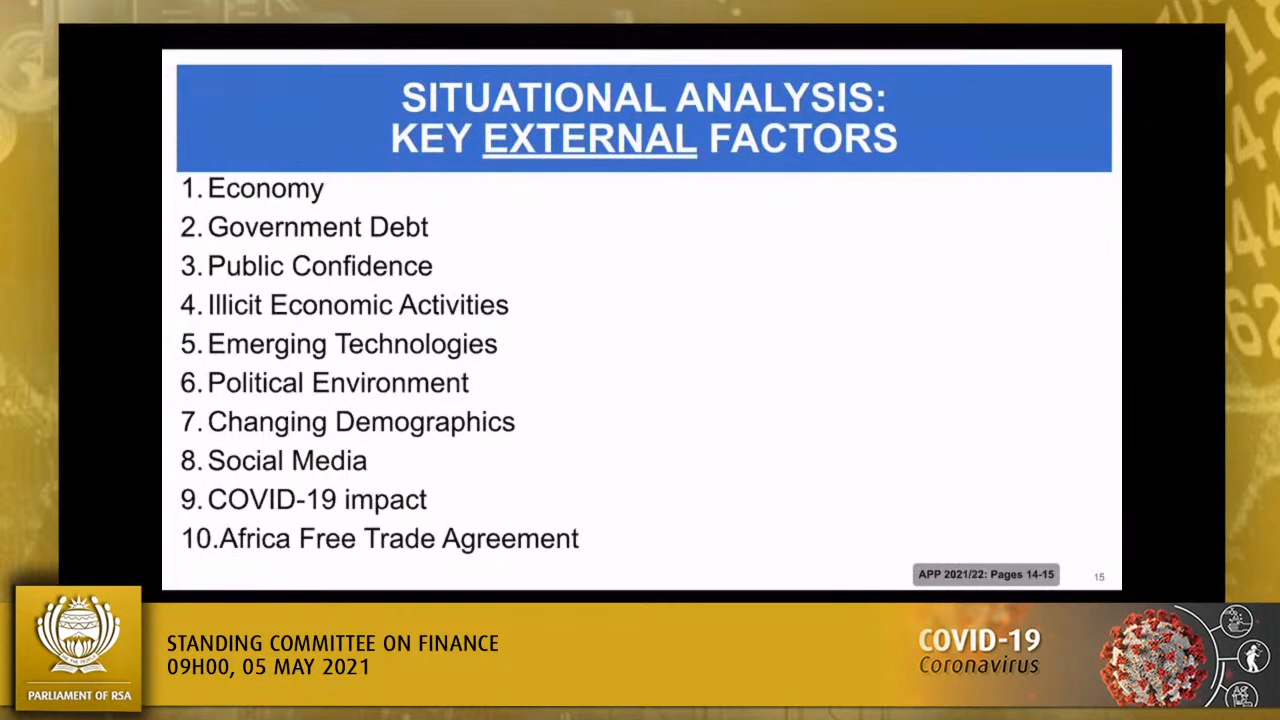 SITUATIONAL ANALYSIS:
KEY EXTERNAL FACTORS
1. Economy
2. Government Debt
3. Public Confidence
4. Illicit Economic Activities
5. Emerging Technologies
6. Political Environment
7. Changing Demographics
8. Social Media
9. COVID-19 impact
10.Africa Free Trade Agreement
APP 2021/22: Pages 14-15
15
PARLIAMENT OF RSA
STANDING COMMITTEE ON FINANCE
09H00, 05 MAY 2021
COVID-19
Coronavirus